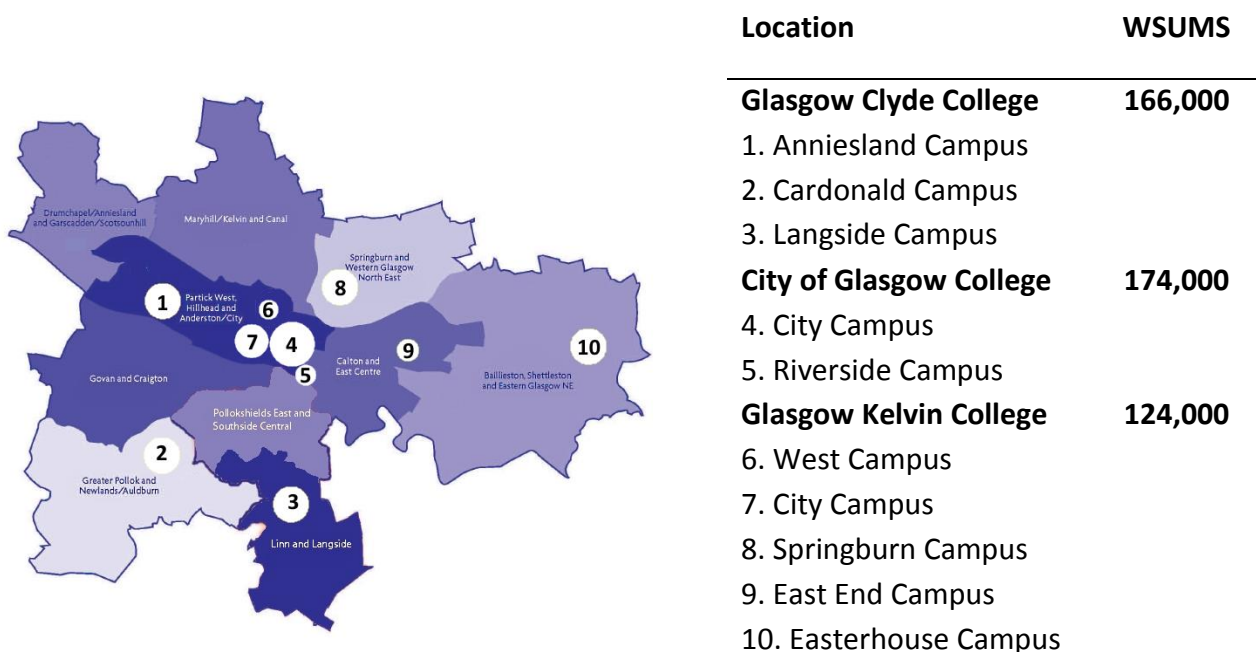 Drumchapel/Anniesland
and Garscadden/Scotsounhill
Maryhill/Kelvin and Canal
Springburn and
Western Glasgow
North East
8
1
Partick West,
Hillhead and
Anderston/City
6
7
4
9
10
5
Calton and
East Centre
Baillieston, Shettleston
and Eastern Glasgow NE
Govan and Craigton
Pollokshields East and
Southside Central
2
Greater Pollok and
Newlands/Auldburn
3
Linn and Langside
Location WSUMS
Glasgow Clyde College 166,000
1. Anniesland Campus
2. Cardonald Campus
3. Langside Campus
City of Glasgow College 174,000
4. City Campus
5. Riverside Campus
Glasgow Kelvin College 124,000
6. West Campus
7. City Campus
8. Springburn Campus
9. East End Campus
10. Easterhouse Campus